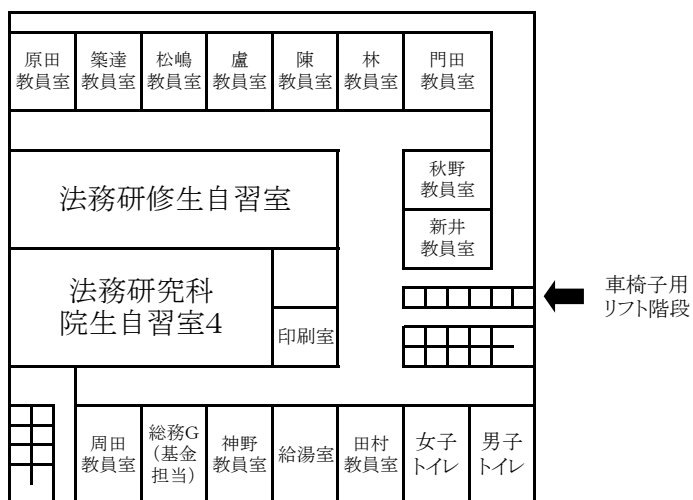 原田
教員室
築達
教員室
松嶋
教員室
盧
教員室
陳
教員室
林
教員室
門田
教員室
法務研修生自習室
秋野
教員室
新井
教員室
法務研究科
院生自習室4
印刷室
車椅子用
リフト階段
周田
教員室
総務G
(基金
担当)
神野
教員室
給湯室
田村
教員室
女子
トイレ
男子
トイレ